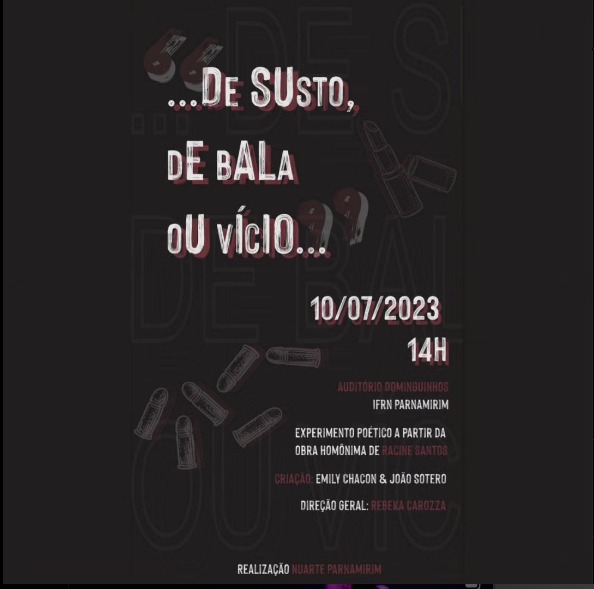 “...DE SUSTO,
DE BALA
OU VÍCIO...”
10/07/2023
14H
AUDITÓRIO DOMINGUINHOS
IFRN PARNAMIRIM
EXPERIMENTO POÉTICO A PARTIR DA
OBRA HOMÔNIMA DE RACINE SANTOS
CRIAÇÃO: EMILY CHACON & JOÃO SOTERO
DIREÇÃO GERAL: REBEKA CAROZZA
REALIZAÇÃO NUARTE PARNAMIRIM